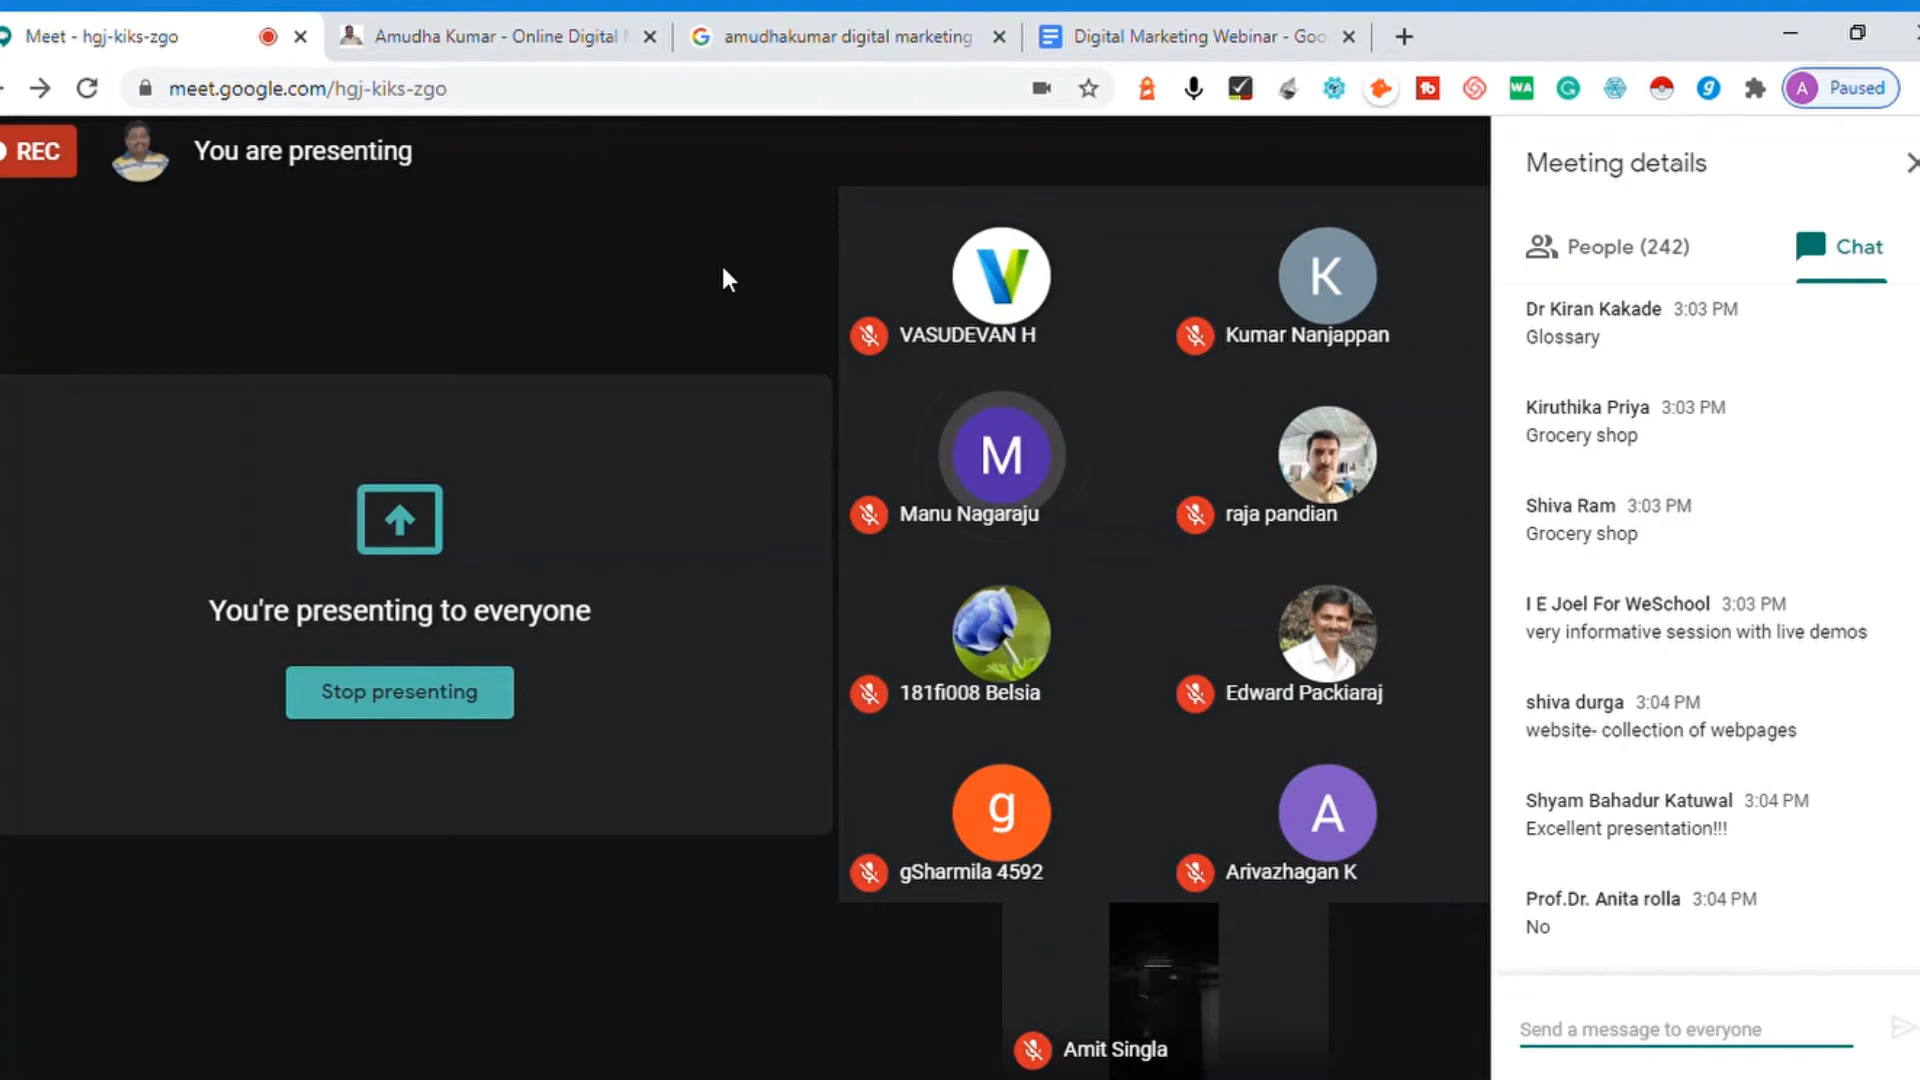 Meet - hgj-kiks-zgo
Amudha Kumar - Online Digital
amudhakumar digital marketing
Digital Marketing Webinar - Goo
meet.google.com/hgj-kiks-zgo
WA
A Paused
REC
You are presenting
You're presenting to everyone
Stop presenting
VASUDEVAN H
K
Kumar Nanjappan
M
Manu Nagaraju
raja pandian
181fi008 Belsia
Edward Packiaraj
g
gSharmila 4592
A
Arivazhagan K
Amit Singla
Meeting details
People (242)
Chat
Dr Kiran Kakade 3:03 PM
Glossary
Kiruthika Priya 3:03 PM
Grocery shop
Shiva Ram 3:03 PM
Grocery shop
I E Joel For WeSchool 3:03 PM
very informative session with live demos
shiva durga 3:04 PM
website- collection of webpages
Shyam Bahadur Katuwal 3:04 PM
Excellent presentation!!!
Prof.Dr. Anita rolla 3:04 PM
No
Send a message to everyone